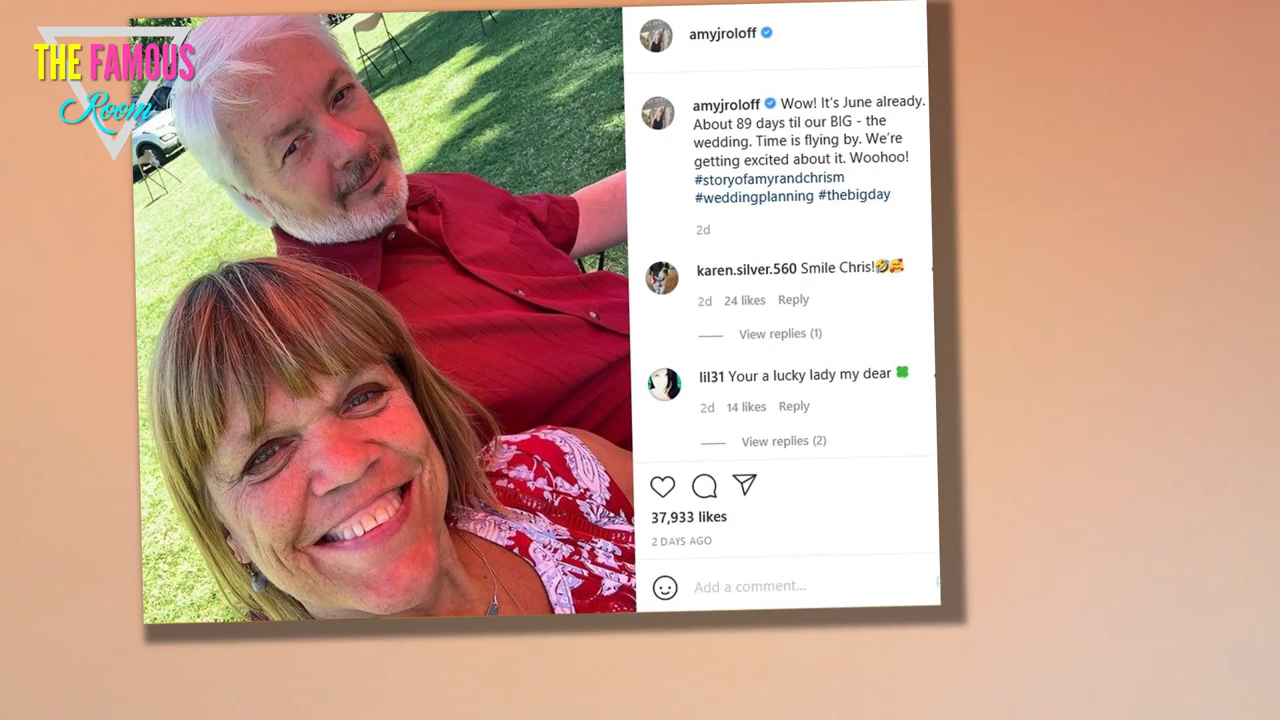 THE FAMOUS
Room
amyjroloff
amyjroloff Wow! It's June already.
About 89 days til our BIG - the
wedding. Time is flying by. We're
getting excited about it. Woohoo!
#storyofamyrandchrism
#weddingplanning #thebigday
2d
karen.silver.560 Smile Chris!🤣🥰
2d 24 likes Reply
View replies (1)
lil31 Your a lucky lady my dear 🍀
2d 14 likes Reply
View replies (2)
37,933 likes
2 DAYS AGO
Add a comment...